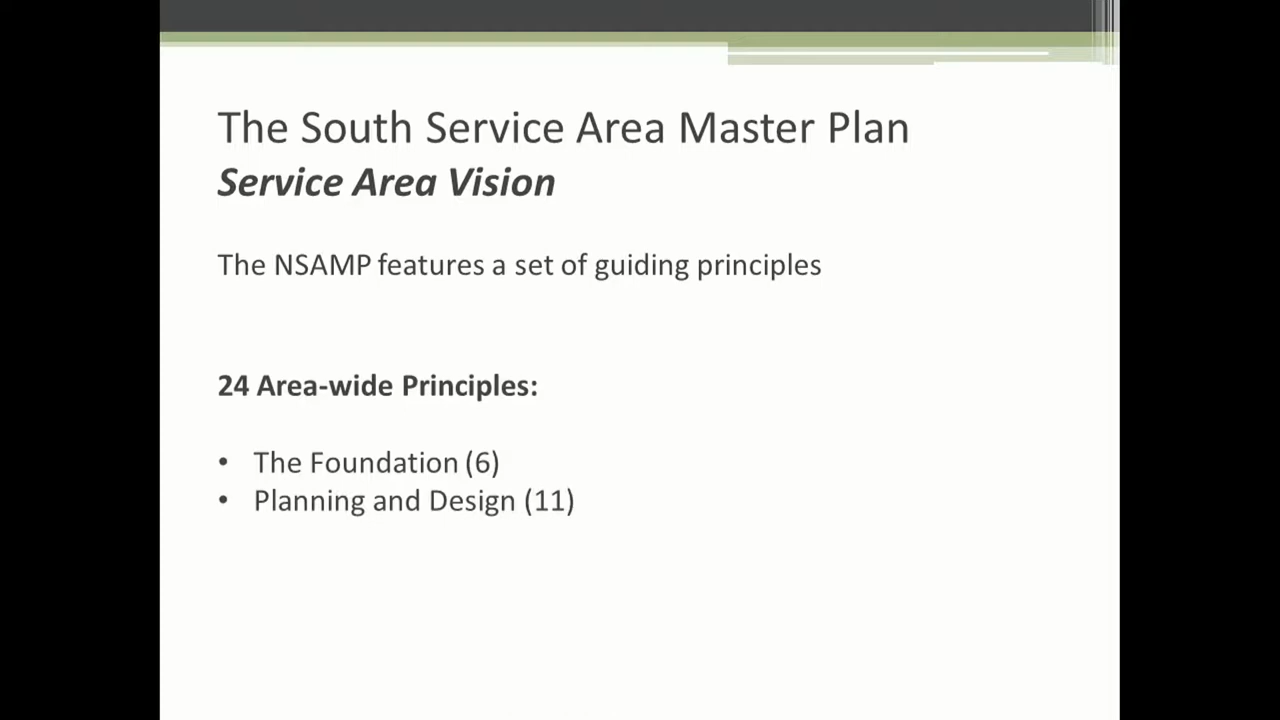 The South Service Area Master Plan
Service Area Vision
The NSAMP features a set of guiding principles
24 Area-wide Principles:
• The Foundation (6)
• Planning and Design (11)